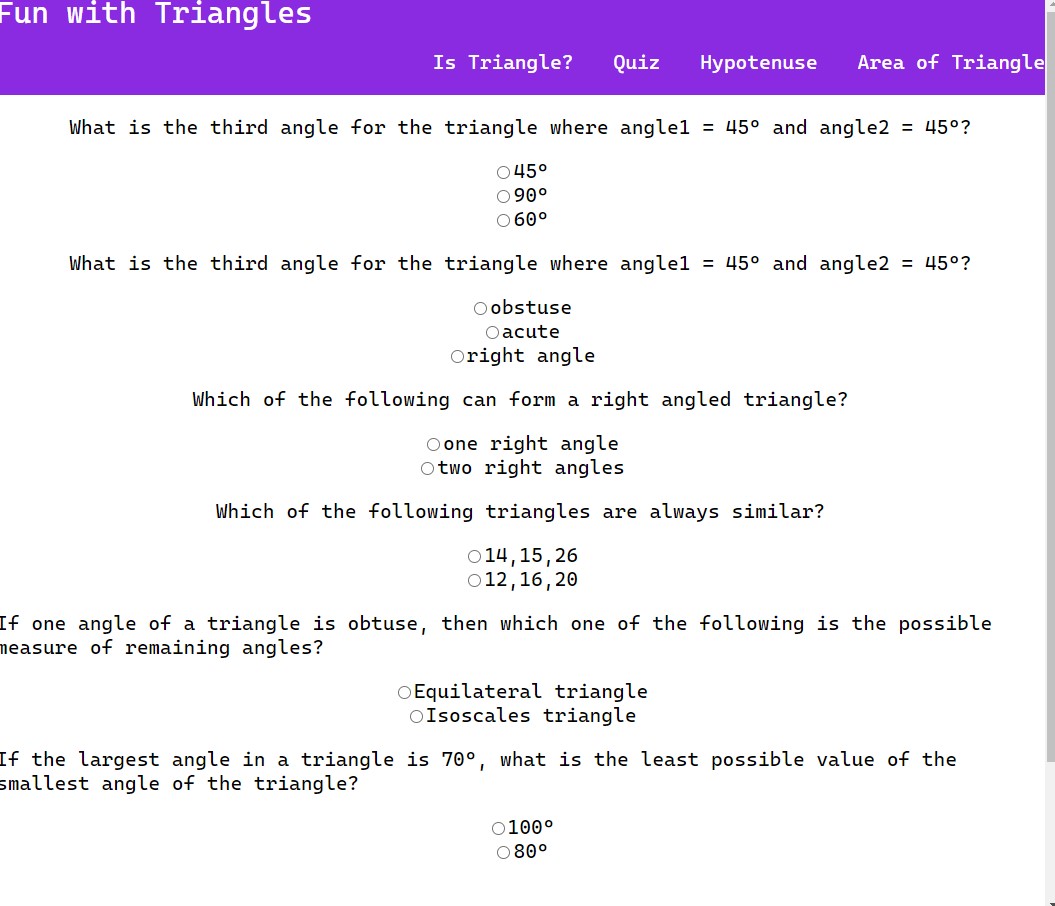 Fun with Triangles
Is Triangle? Quiz Hypotenuse Area of Triangle
What is the third angle for the triangle where angle1 = 45° and angle2 = 45°?
45°
90°
60°
What is the third angle for the triangle where angle1 = 45° and angle2 = 45°?
obstuse
acute
right angle
Which of the following can form a right angled triangle?
one right angle
two right angles
Which of the following triangles are always similar?
14,15,26
12,16,20
If one angle of a triangle is obtuse, then which one of the following is the possible
measure of remaining angles?
Equilateral triangle
Isoscales triangle
If the largest angle in a triangle is 70°, what is the least possible value of the
smallest angle of the triangle?
100°
80°